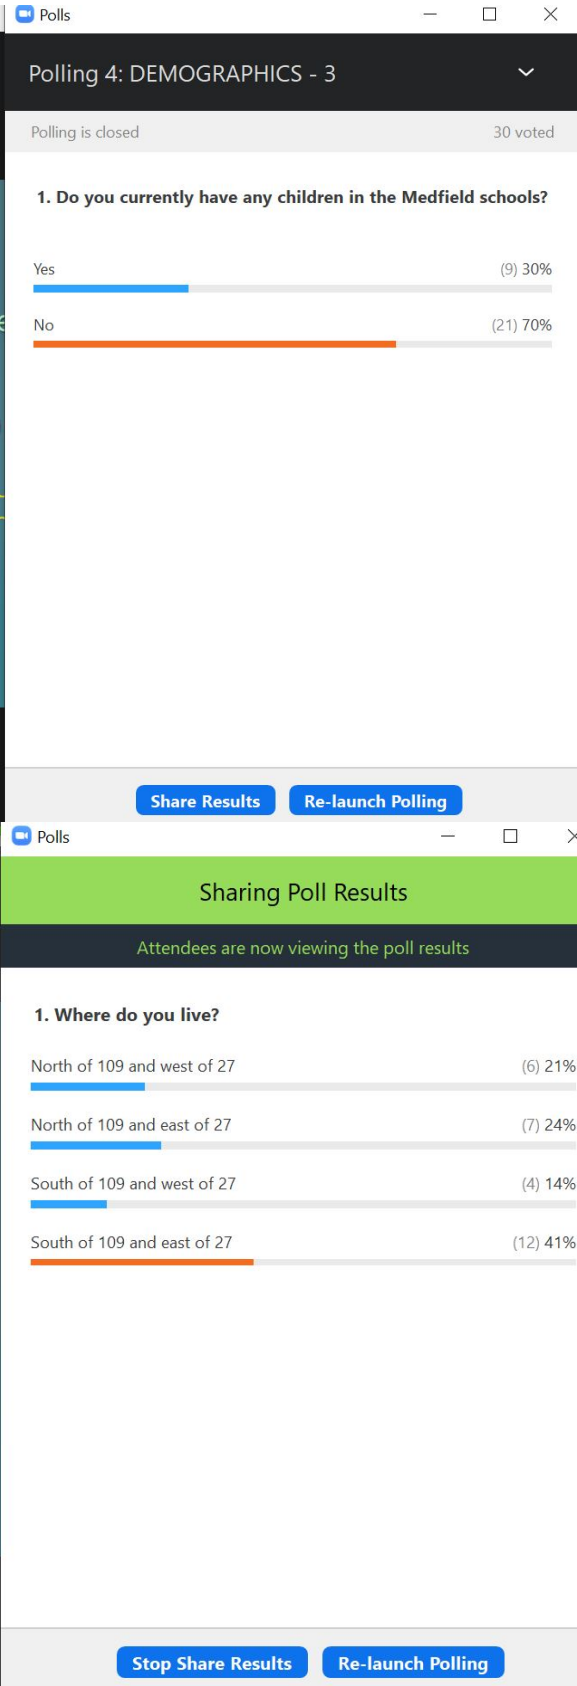 Polls
Polling 4: DEMOGRAPHICS - 3
Polling is closed 30 voted
1. Do you currently have any children in the Medfield schools?
Yes (9) 30%
No (21) 70%
Share Results Re-launch Polling
Polls
Sharing Poll Results
Attendees are now viewing the poll results
1. Where do you live?
North of 109 and west of 27 (6) 21%
North of 109 and east of 27 (7) 24%
South of 109 and west of 27 (4) 14%
South of 109 and east of 27 (12) 41%
Stop Share Results Re-launch Polling